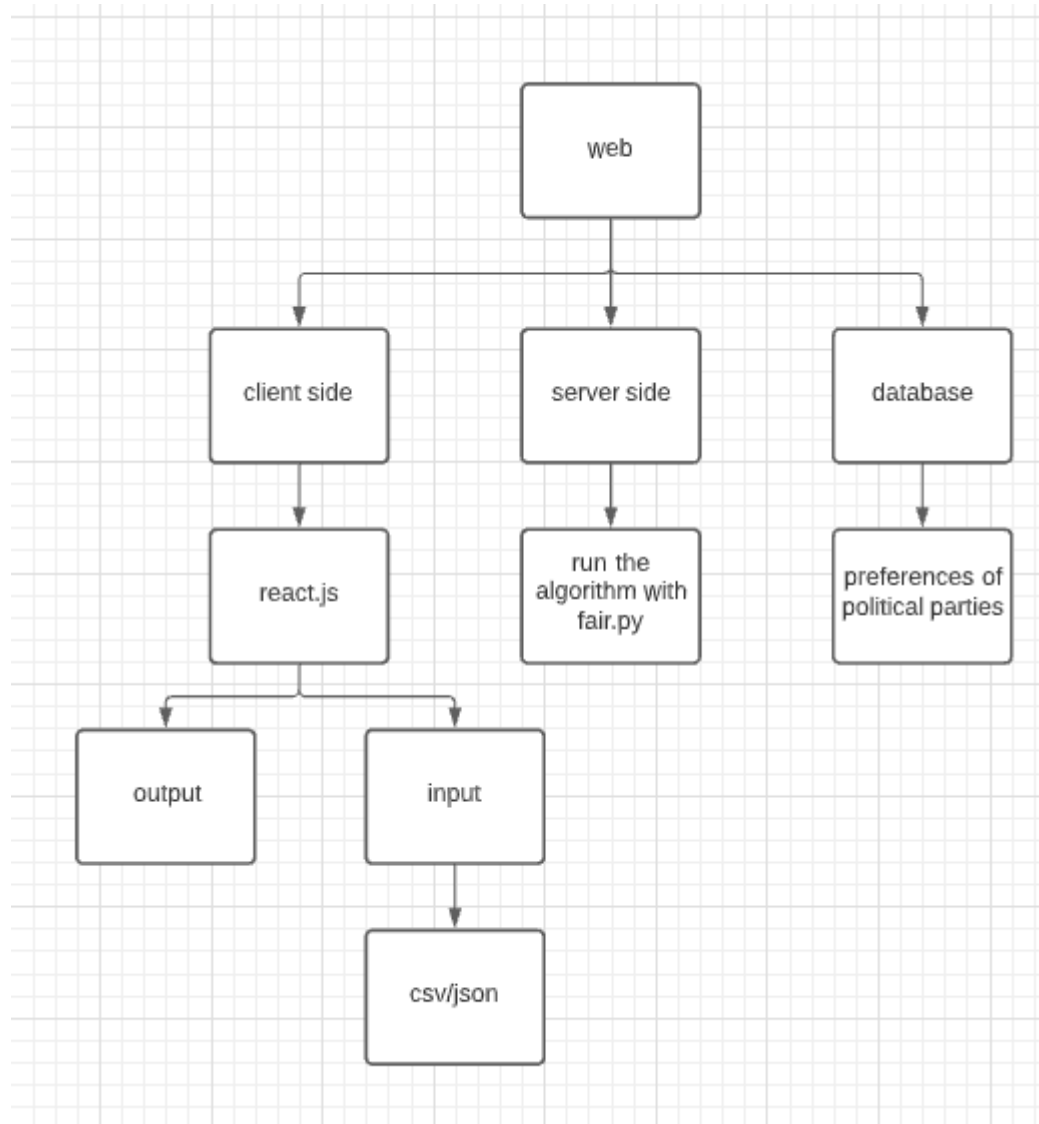 web
client side
server side
database
react.js
run the
algorithm with
fair.py
preferences of
political parties
output
input
csv/json